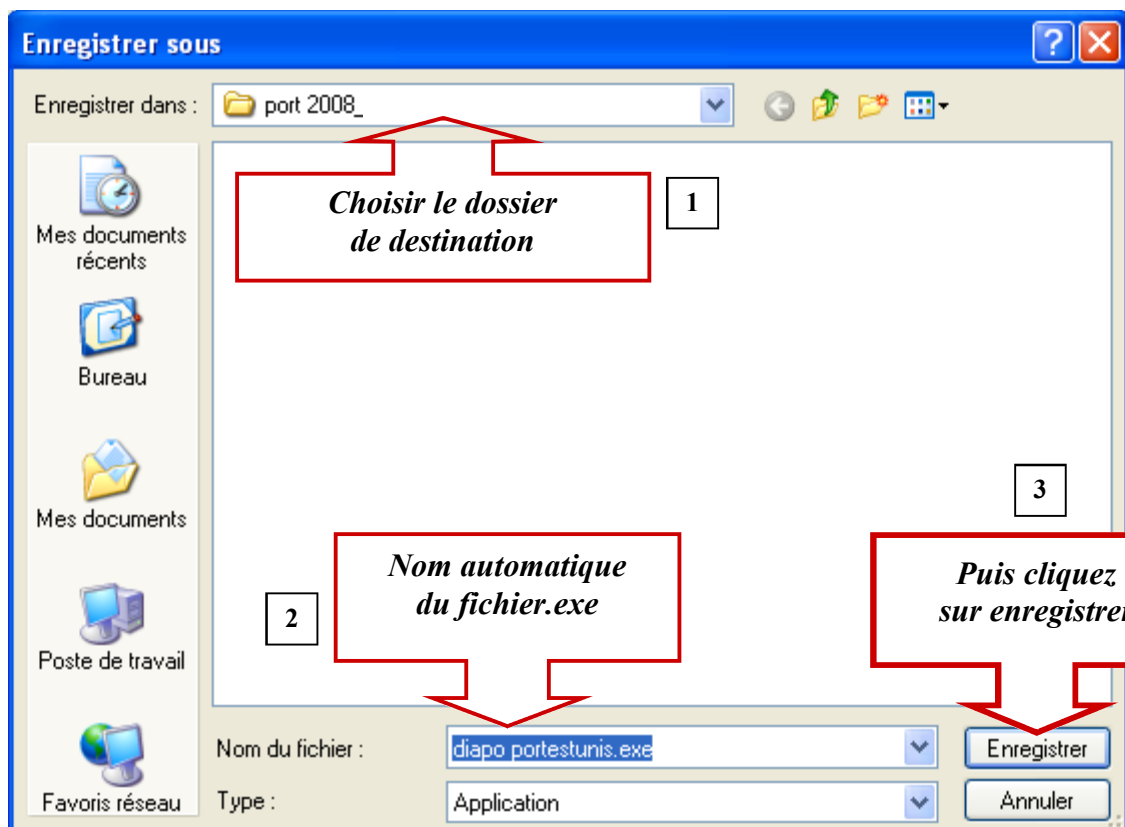 Enregistrer sous
Enregistrer dans :
port 2008_
Choisir le dossier
de destination
1
Mes documents
récents
Bureau
Mes documents
Poste de travail
Favoris réseau
3
Nom automatique
du fichier.exe
2
Puis cliquez
sur enregistrer
Nom du fichier :
diapo portestunis.exe
Enregistrer
Type :
Application
Annuler